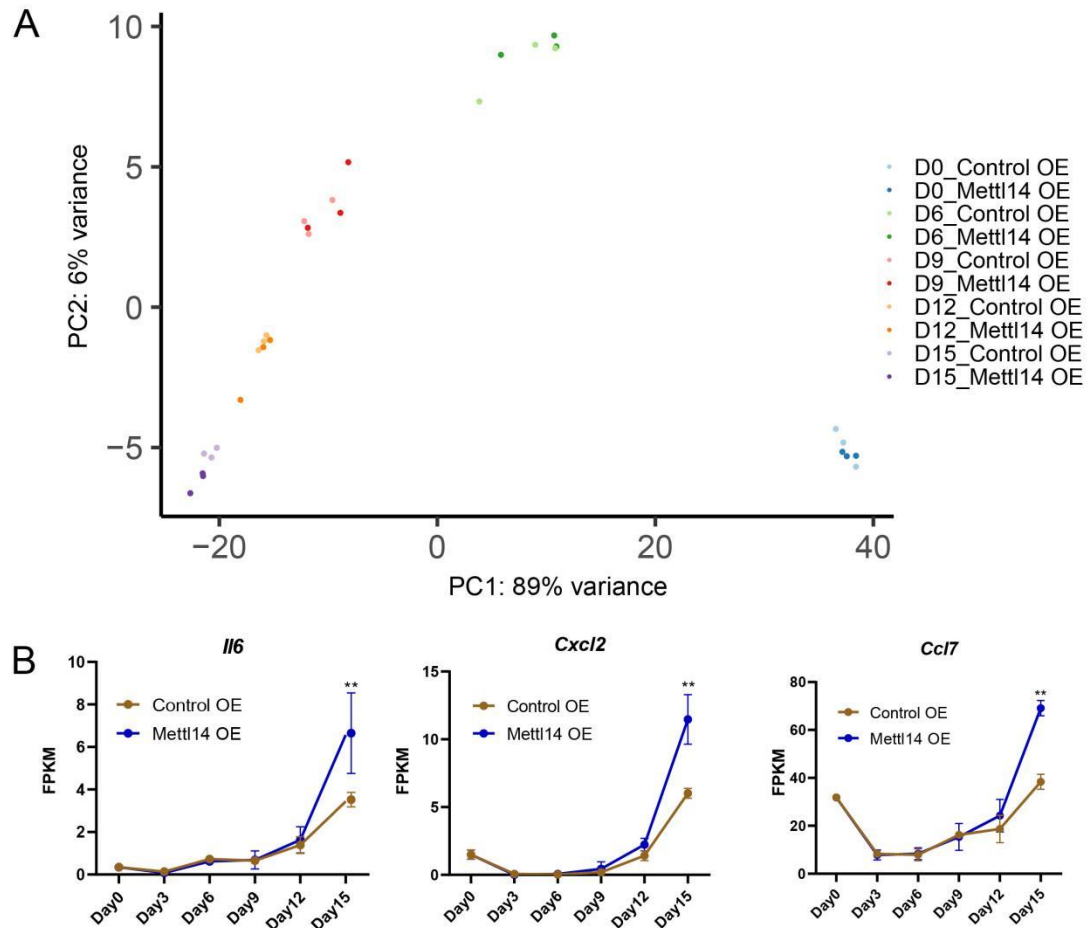 A
10
5
0
−5
PC2: 6% variance
−20
0
20
40
PC1: 89% variance
D0_Control OE
D0_Mettl14 OE
D6_Control OE
D6_Mettl14 OE
D9_Control OE
D9_Mettl14 OE
D12_Control OE
D12_Mettl14 OE
D15_Control OE
D15_Mettl14 OE
B
Il6
10
8
6
4
2
0
FPKM
Control OE
Mettl14 OE
**
Day0
Day3
Day6
Day9
Day12
Day15
Cxcl2
15
10
5
0
FPKM
Control OE
Mettl14 OE
**
Day0
Day3
Day6
Day9
Day12
Day15
Ccl7
80
60
40
20
0
FPKM
Control OE
Mettl14 OE
**
Day0
Day3
Day6
Day9
Day12
Day15